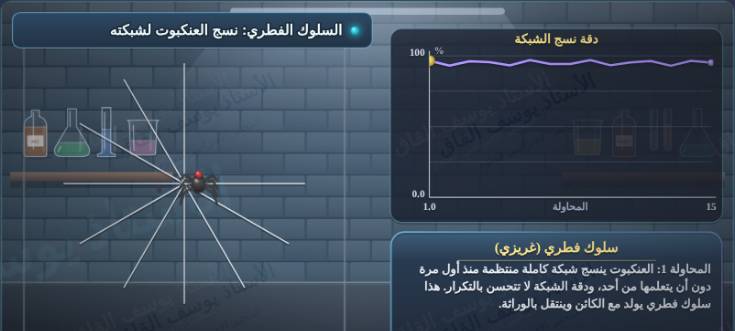 السلوك الفطري: نسج العنكبوت لشبكته
دقة نسج الشبكة
%
100
0.0
1.0
المحاولة
15
سلوك فطري (غريزي)
المحاولة 1: العنكبوت ينسج شبكة كاملة منتظمة منذ أول مرة
دون أن يتعلمها من أحد، ودقة الشبكة لا تتحسن بالتكرار. هذا
سلوك فطري يولد مع الكائن وينتقل بالوراثة.